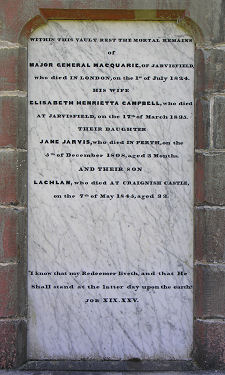 WITHIN THIS VAULT REST THE MORTAL REMAINS
of
MAJOR GENERAL MACQUARIE, OF JARVISFIELD,
who died IN LONDON, on the 1st of July 1824.
HIS WIFE
ELISABETH HENRIETTA CAMPBELL, who died
AT JARVISFIELD, on the 17th of March 1835.
THEIR DAUGHTER
JANE JARVIS, who died IN PERTH, on the
5th of December 1808, aged 3 Months.
AND THEIR SON
LACHLAN, who died AT CRAIGNISH CASTLE,
on the 7th of May 1845, aged 32.
"I know that my Redeemer liveth, and that He
Shall stand at the latter day upon the earth"
JOB XIX.XXV.